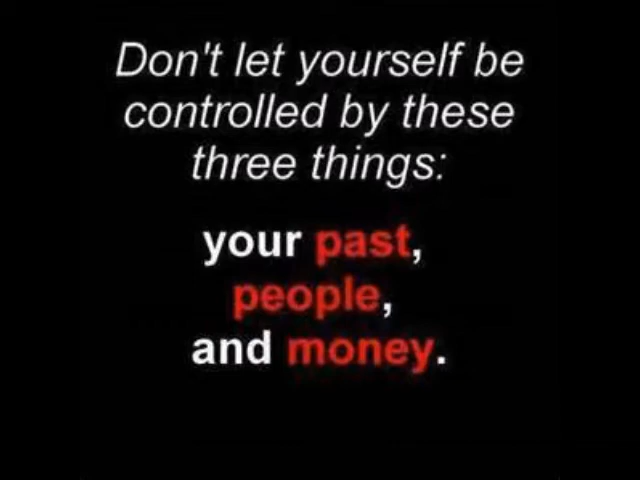 Don't let yourself be
controlled by these
three things:
your past,
people,
and money.